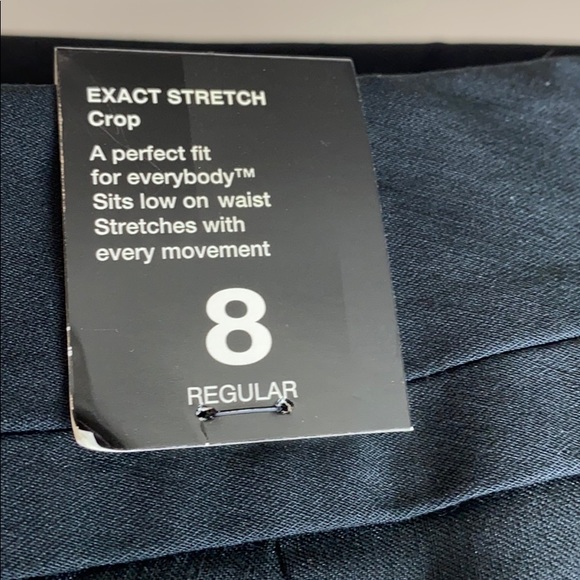 EXACT STRETCH
Crop
A perfect fit
for everybody™
Sits low on waist
Stretches with
every movement
8
REGULAR